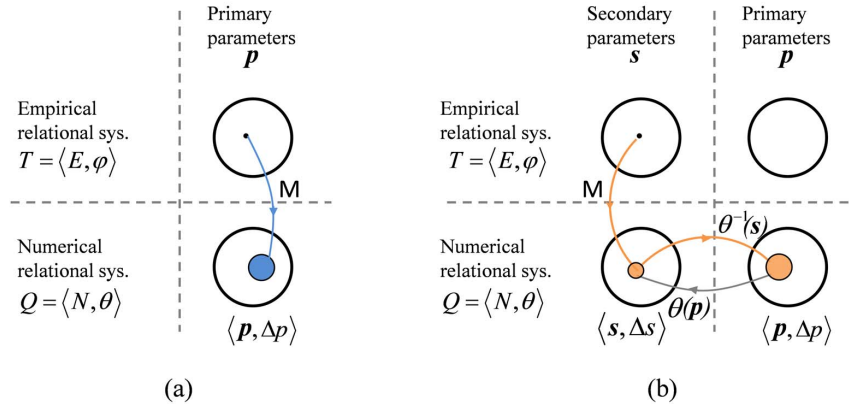 Primary
parameters
p
Empirical
relational sys.
T = ⟨E, φ⟩
M
Numerical
relational sys.
Q = ⟨N, θ⟩
⟨p, Δp⟩
(a)
Secondary
parameters
s
Primary
parameters
p
Empirical
relational sys.
T = ⟨E, φ⟩
M
θ⁻¹(s)
Numerical
relational sys.
Q = ⟨N, θ⟩
θ(p)
⟨s, Δs⟩
⟨p, Δp⟩
(b)